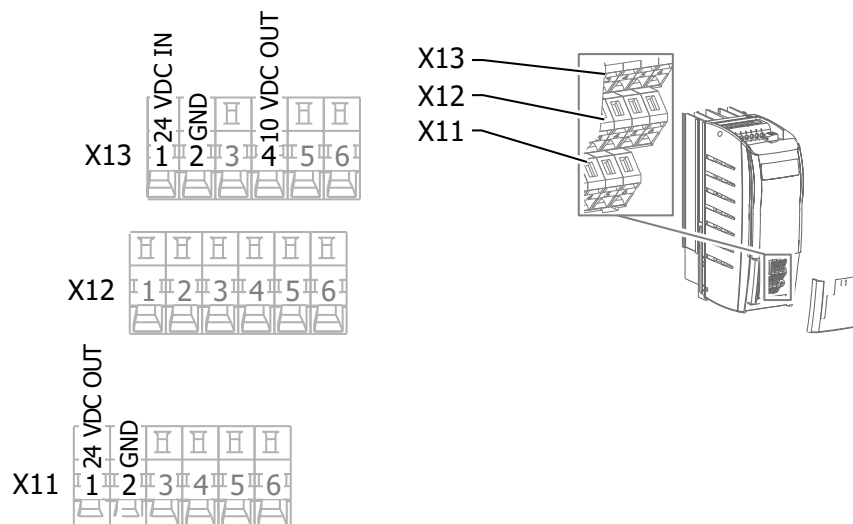 24 VDC IN
GND
10 VDC OUT
X13 1 2 3 4 5 6
X12 1 2 3 4 5 6
24 VDC OUT
GND
X11 1 2 3 4 5 6
X13
X12
X11